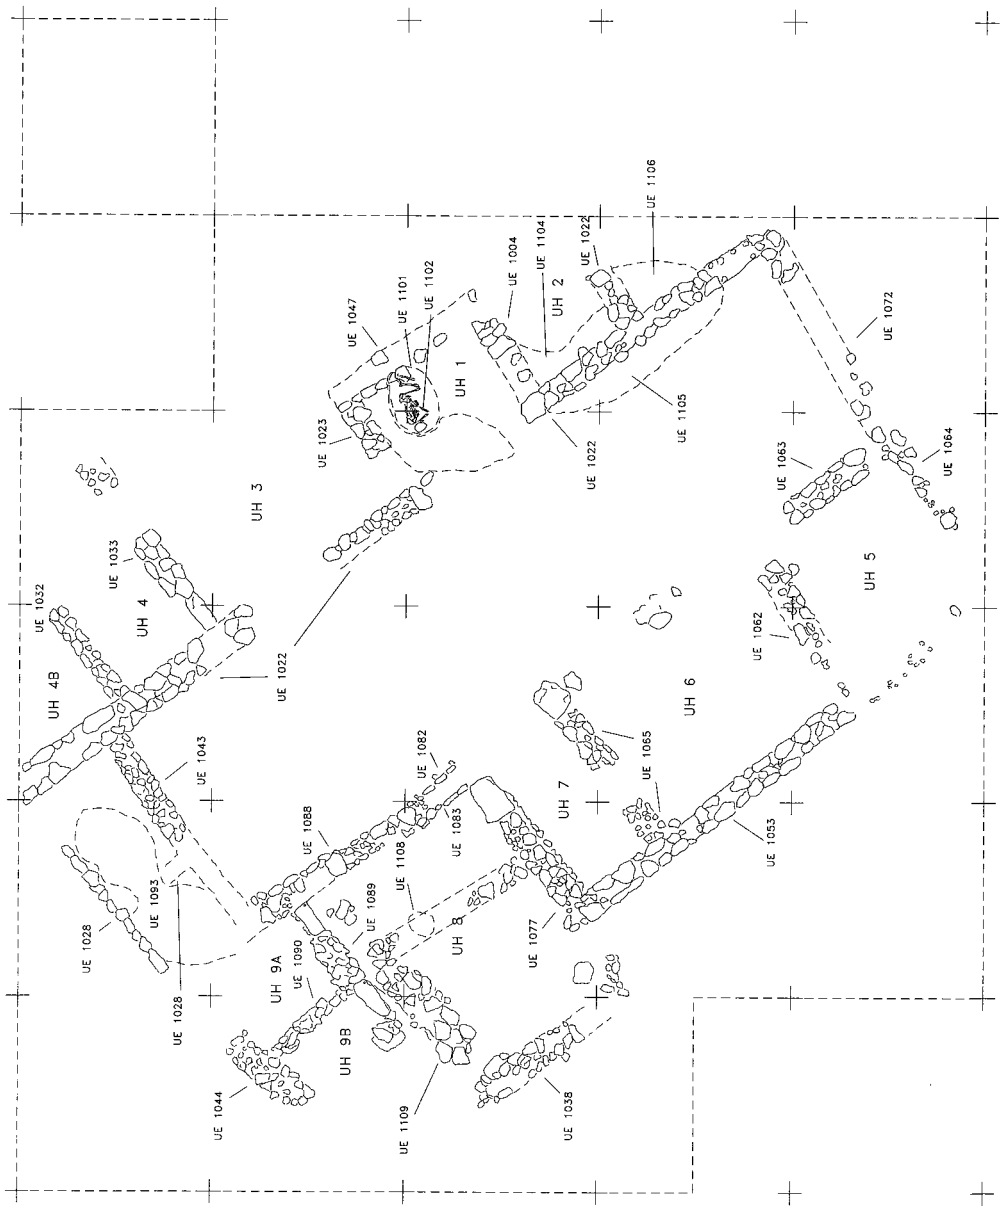 UE 1106
UE 1022
UE 1104
UE 1004
UE 1102
UE 1101
UE 1047
UH 2
UE 1072
UH 1
UE 1023
UE 1105
UE 1022
UE 1063
UE 1064
UH 3
UE 1033
UE 1032
UH 4
UH 5
UE 1062
UE 1022
UH 4B
UH 6
UE 1043
UE 1082
UE 1065
UH 7
UE 1088
UE 1083
UE 1053
UE 1108
UE 1093
UE 1089
UE 1028
UH 8
UE 1077
UE 1090
UH 9A
UE 1028
UH 9B
UE 1044
UE 1109
UE 1038